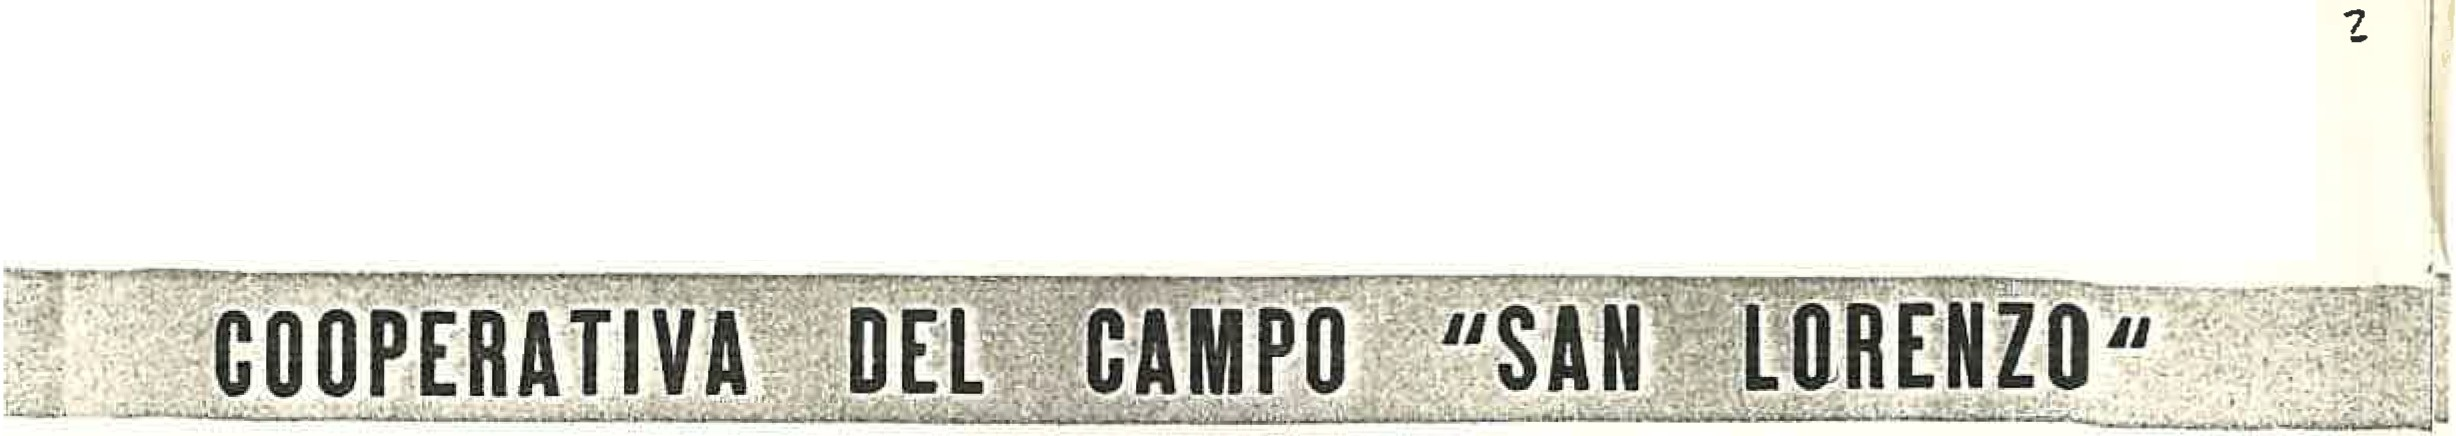 2
COOPERATIVA DEL CAMPO “SAN LORENZO“